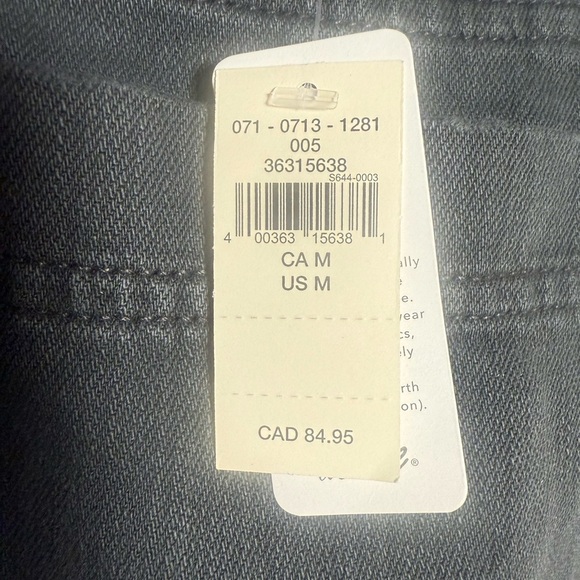 071 - 0713 - 1281
005
36315638
S644-0003
4 00363 15638 1
CA M
US M
CAD 84.95